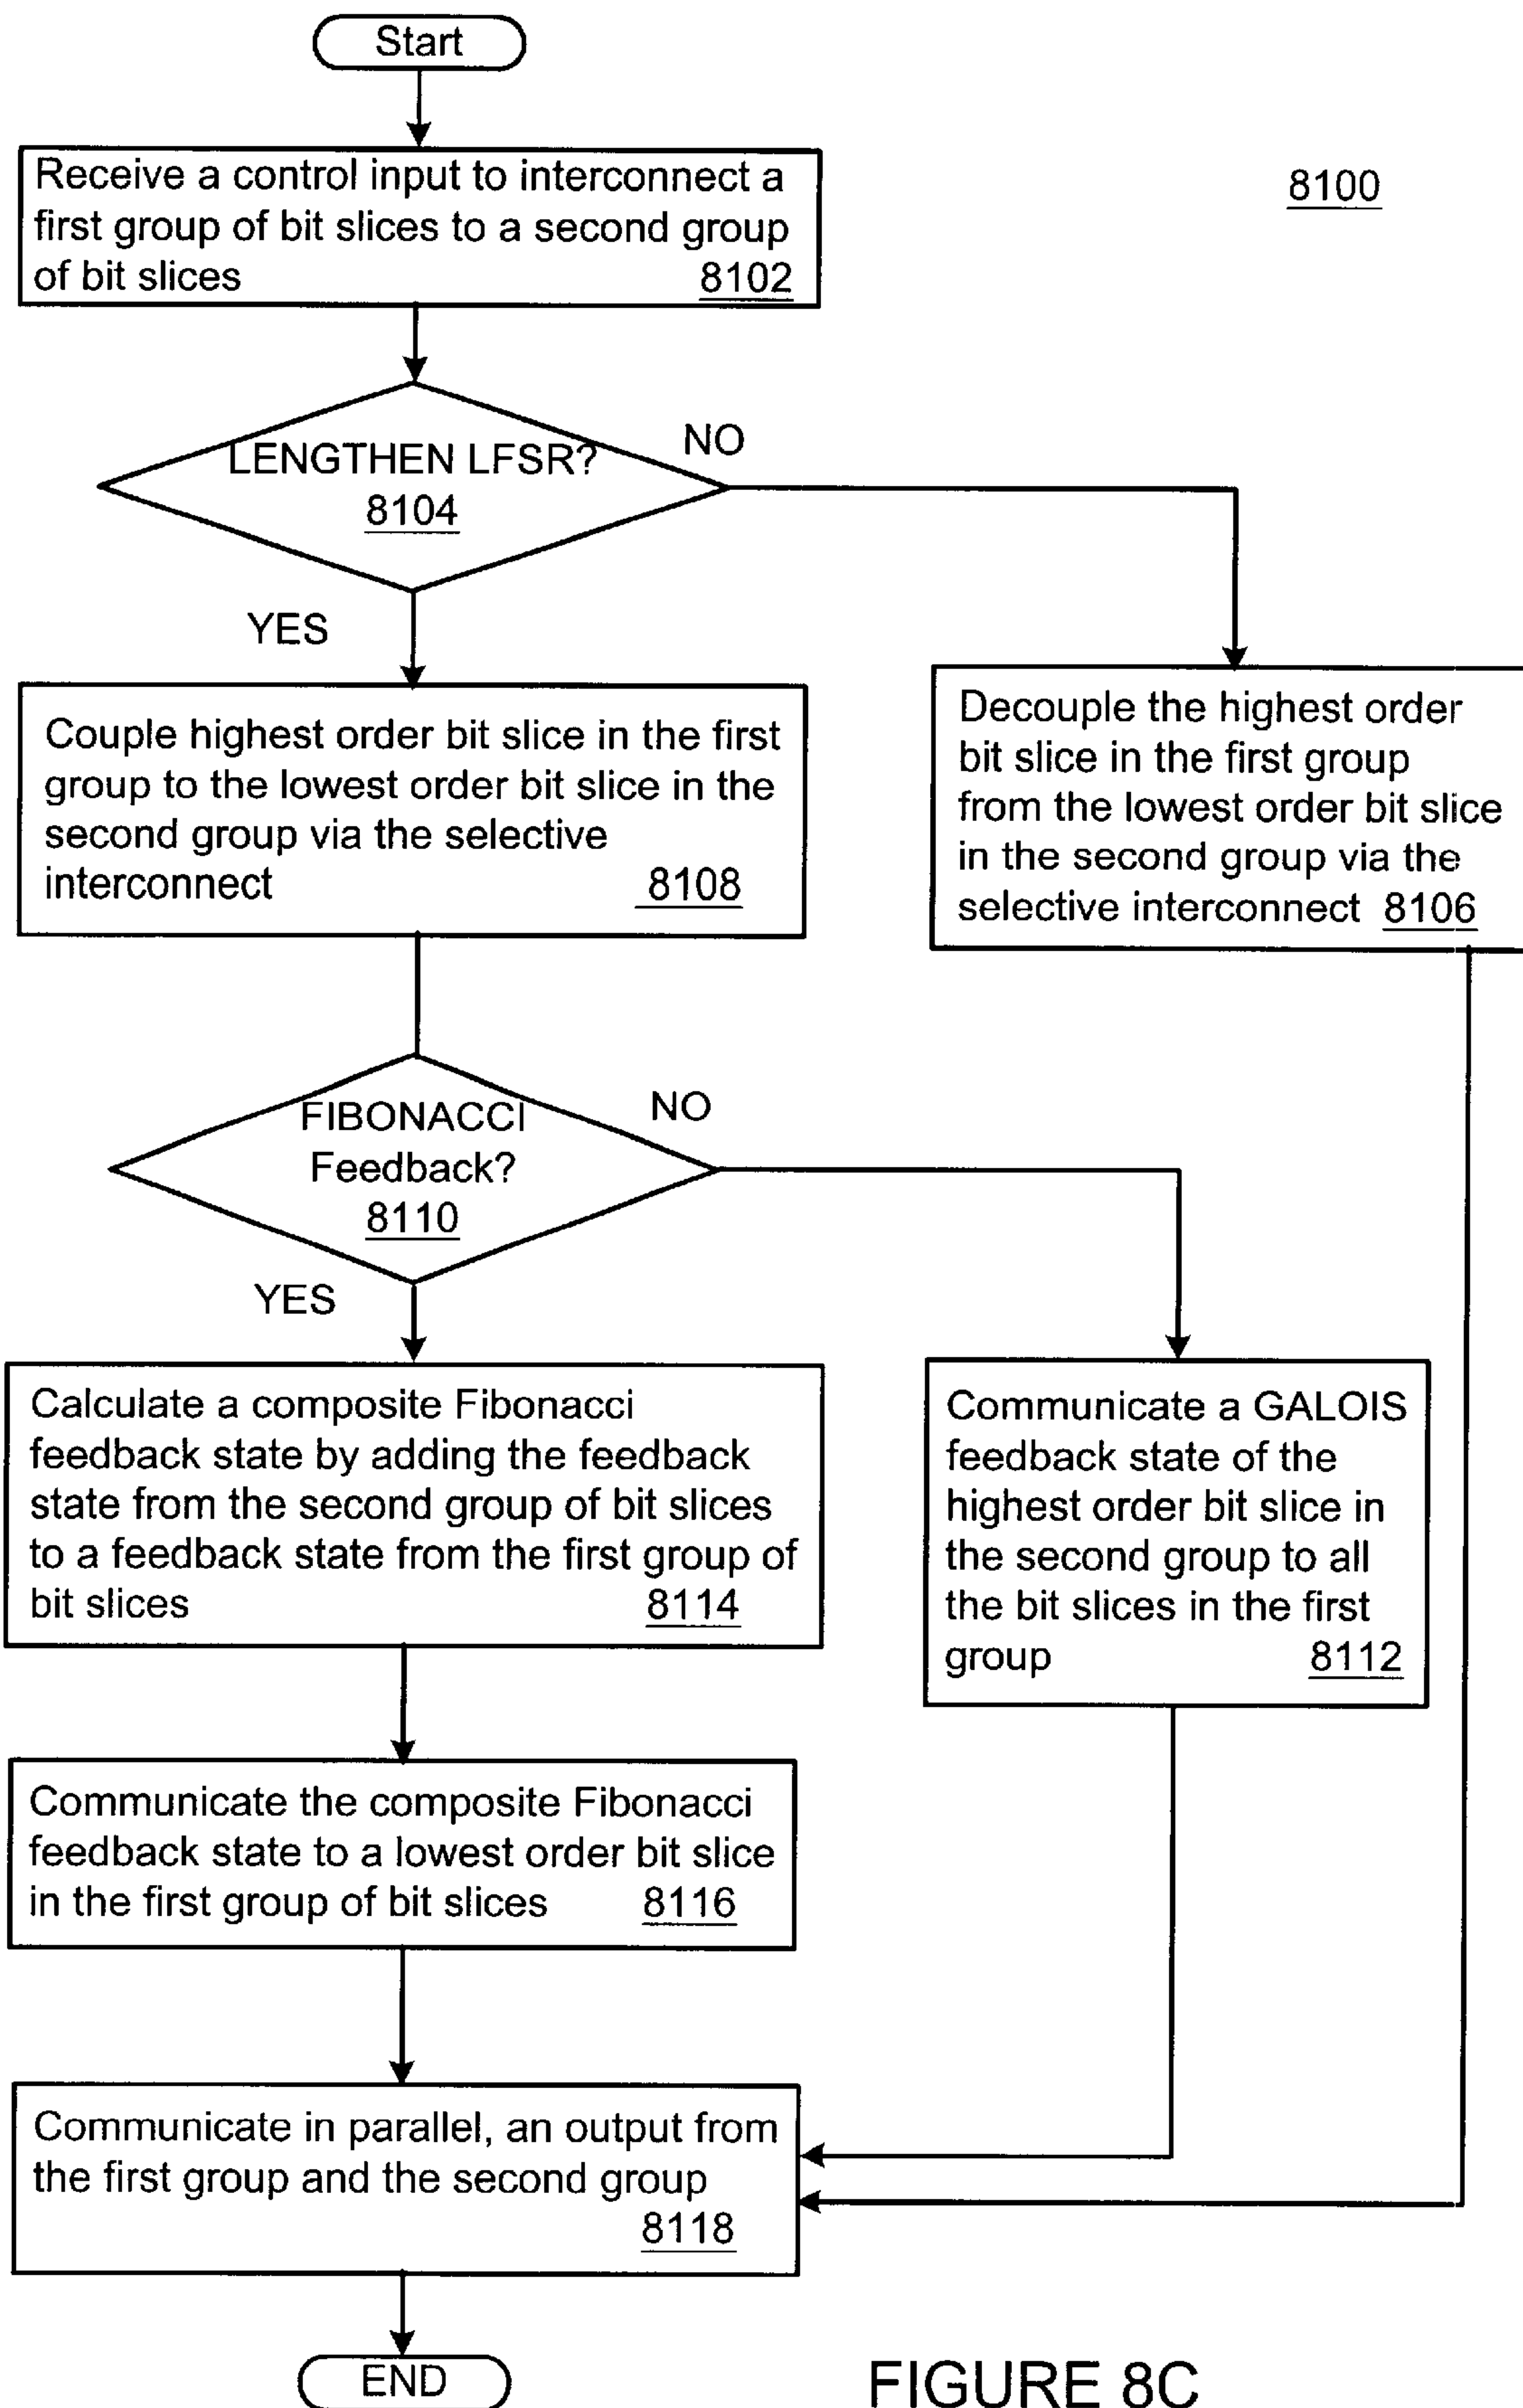 Start
Receive a control input to interconnect a
first group of bit slices to a second group
of bit slices 8102
8100
LENGTHEN LFSR?
8104
NO
YES
Couple highest order bit slice in the first
group to the lowest order bit slice in the
second group via the selective
interconnect 8108
Decouple the highest order
bit slice in the first group
from the lowest order bit slice
in the second group via the
selective interconnect 8106
FIBONACCI
Feedback?
8110
NO
YES
Calculate a composite Fibonacci
feedback state by adding the feedback
state from the second group of bit slices
to a feedback state from the first group of
bit slices 8114
Communicate a GALOIS
feedback state of the
highest order bit slice in
the second group to all
the bit slices in the first
group 8112
Communicate the composite Fibonacci
feedback state to a lowest order bit slice
in the first group of bit slices 8116
Communicate in parallel, an output from
the first group and the second group
8118
END
FIGURE 8C